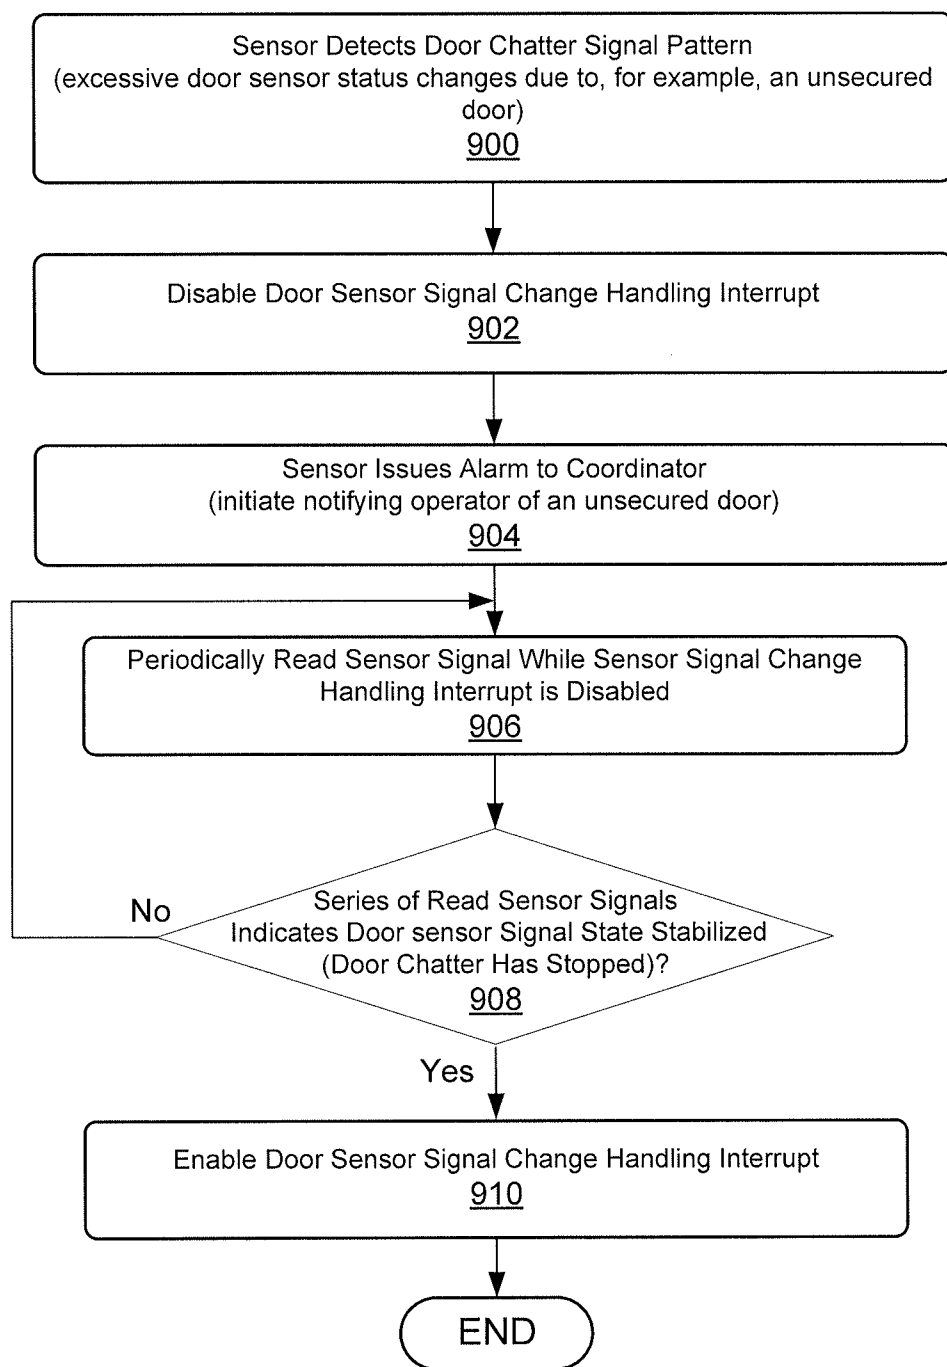 Sensor Detects Door Chatter Signal Pattern
(excessive door sensor status changes due to, for example, an unsecured
door)
900
Disable Door Sensor Signal Change Handling Interrupt
902
Sensor Issues Alarm to Coordinator
(initiate notifying operator of an unsecured door)
904
Periodically Read Sensor Signal While Sensor Signal Change
Handling Interrupt is Disabled
906
Series of Read Sensor Signals
Indicates Door sensor Signal State Stabilized
(Door Chatter Has Stopped)?
908
No
Yes
Enable Door Sensor Signal Change Handling Interrupt
910
END